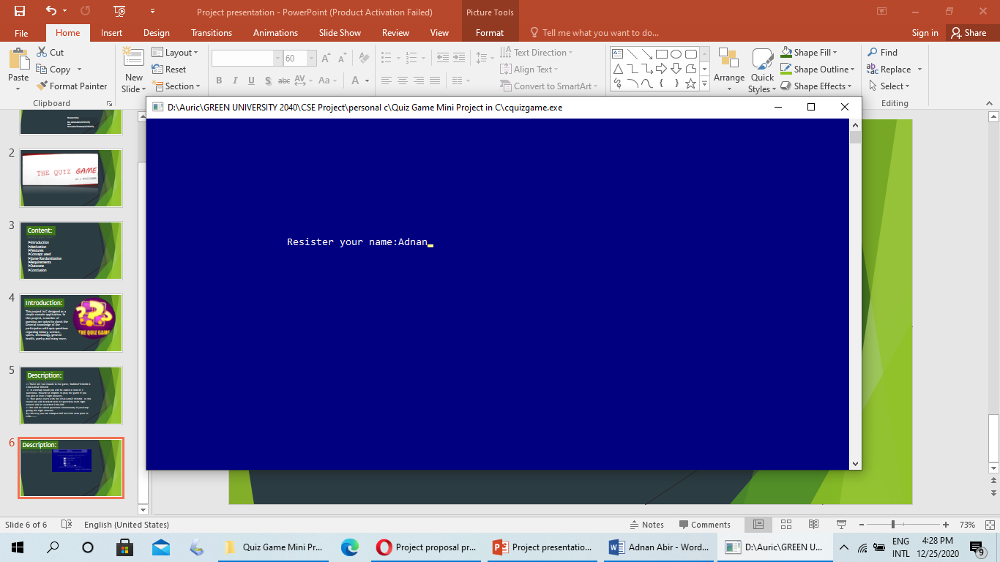 Project presentation - PowerPoint (Product Activation Failed)
Picture Tools
File
Home
Insert
Design
Transitions
Animations
Slide Show
Review
View
Format
Tell me what you want to do...
Sign in
Share
Paste
Cut
Copy
Format Painter
Clipboard
New Slide
Layout
Reset
Section
60
B I U S abc AV Aa A
Text Direction
Align Text
Convert to SmartArt
Arrange
Quick Styles
Shape Fill
Shape Outline
Shape Effects
Find
Replace
Select
Editing
D:\Auric\GREEN UNIVERSITY 2040\CSE Project\personal c\Quiz Game Mini Project in C\cquizgame.exe
Resister your name:Adnan
2
THE QUIZ GAME
3
Content:
Introduction
Motivation
Features
Concept used
Game Randomization
Requirements
Outcome
Conclusion
4
Introduction:
This project in C designed as a
simple console application. In
this project, a number of
question are asked to check the
General knowledge of the
participates with quiz questions
regarding history, science,
sports, technology, general
health, poetry and many more.
THE QUIZ GAME
5
Description:
6
Description:
Slide 6 of 6
English (United States)
Notes
Comments
73%
Quiz Game Mini Pr...
Project proposal pr...
Project presentatio...
Adnan Abir - Word...
D:\Auric\GREEN U...
ENG
INTL
4:28 PM
12/25/2020
9